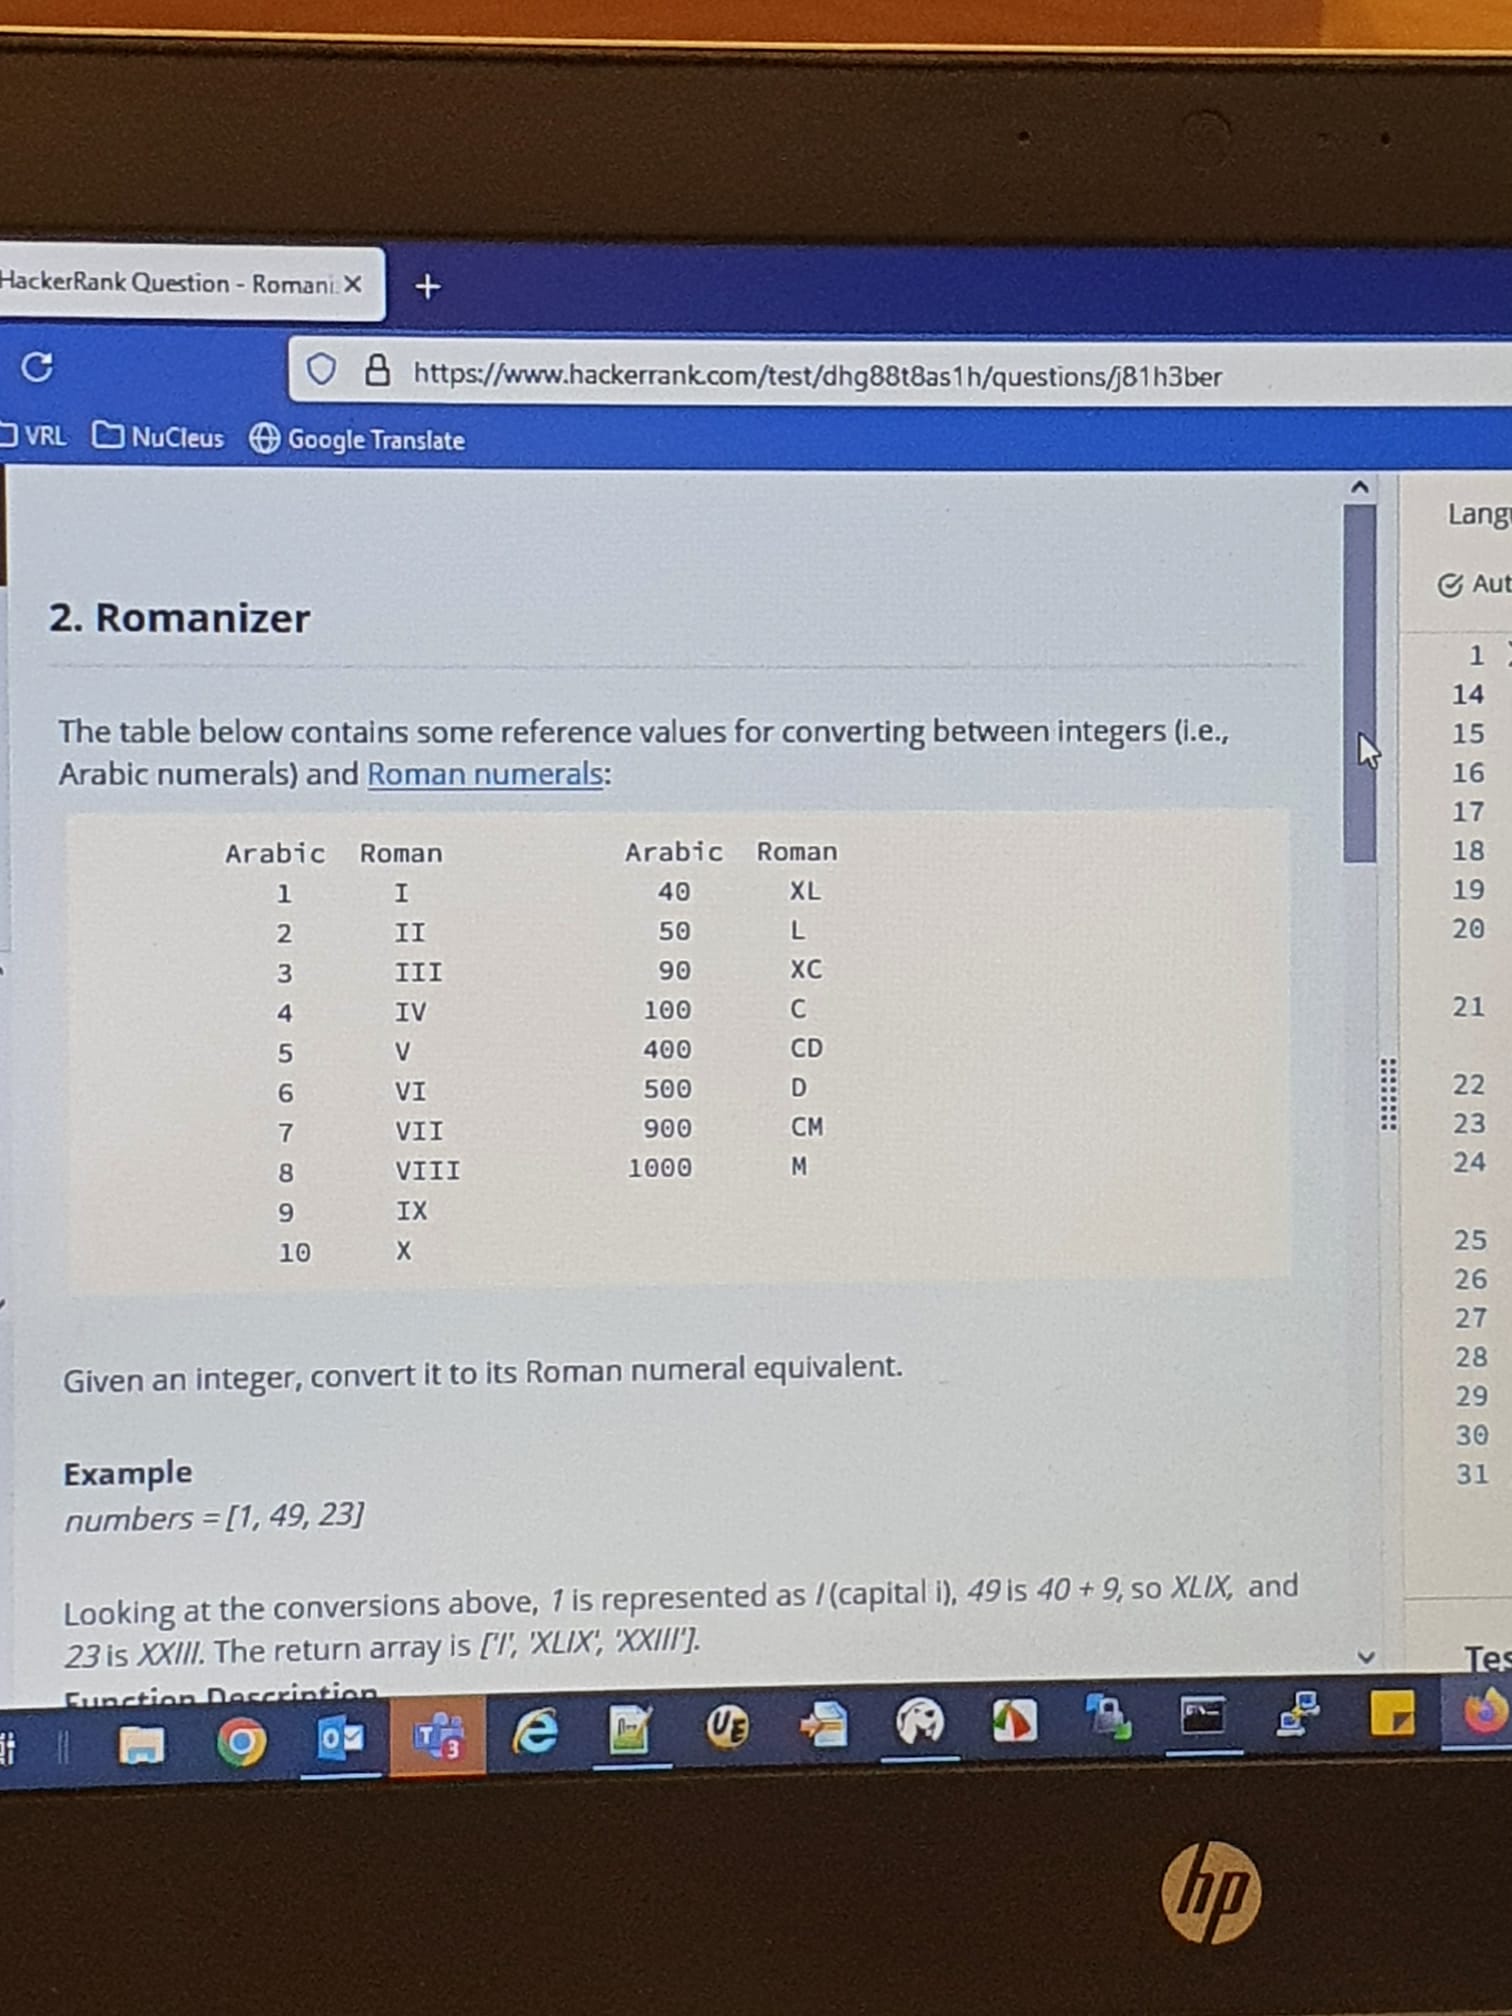 HackerRank Question - Romani
https://www.hackerrank.com/test/dhg88t8as1h/questions/j81h3ber
VRL NuCleus Google Translate
Lang
Aut
2. Romanizer
The table below contains some reference values for converting between integers (i.e.,
Arabic numerals) and Roman numerals:
Arabic Roman Arabic Roman
1 I 40 XL
2 II 50 L
3 III 90 XC
4 IV 100 C
5 V 400 CD
6 VI 500 D
7 VII 900 CM
8 VIII 1000 M
9 IX
10 X
Given an integer, convert it to its Roman numeral equivalent.
Example
numbers = [1, 49, 23]
Looking at the conversions above, 1 is represented as I (capital i), 49 is 40 + 9, so XLIX, and
23 is XXIII. The return array is ['I', 'XLIX', 'XXIII'].
Function Description
1
14
15
16
17
18
19
20
21
22
23
24
25
26
27
28
29
30
31
Tes
T 3
UE
hp